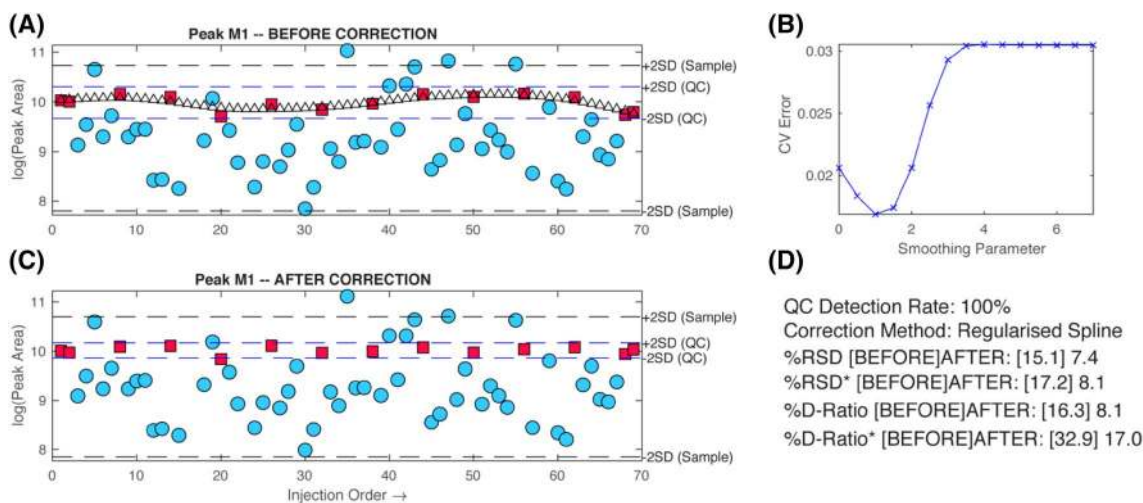 (A)
Peak M1 -- BEFORE CORRECTION
log(Peak Area)
11
10
9
8
0 10 20 30 40 50 60 70
+2SD (Sample)
+2SD (QC)
-2SD (QC)
-2SD (Sample)
(B)
CV Error
0.03
0.025
0.02
0 2 4 6
Smoothing Parameter
(C)
Peak M1 -- AFTER CORRECTION
log(Peak Area)
11
10
9
8
0 10 20 30 40 50 60 70
Injection Order →
+2SD (Sample)
+2SD (QC)
-2SD (QC)
-2SD (Sample)
(D)
QC Detection Rate: 100%
Correction Method: Regularised Spline
%RSD [BEFORE]AFTER: [15.1] 7.4
%RSD* [BEFORE]AFTER: [17.2] 8.1
%D-Ratio [BEFORE]AFTER: [16.3] 8.1
%D-Ratio* [BEFORE]AFTER: [32.9] 17.0